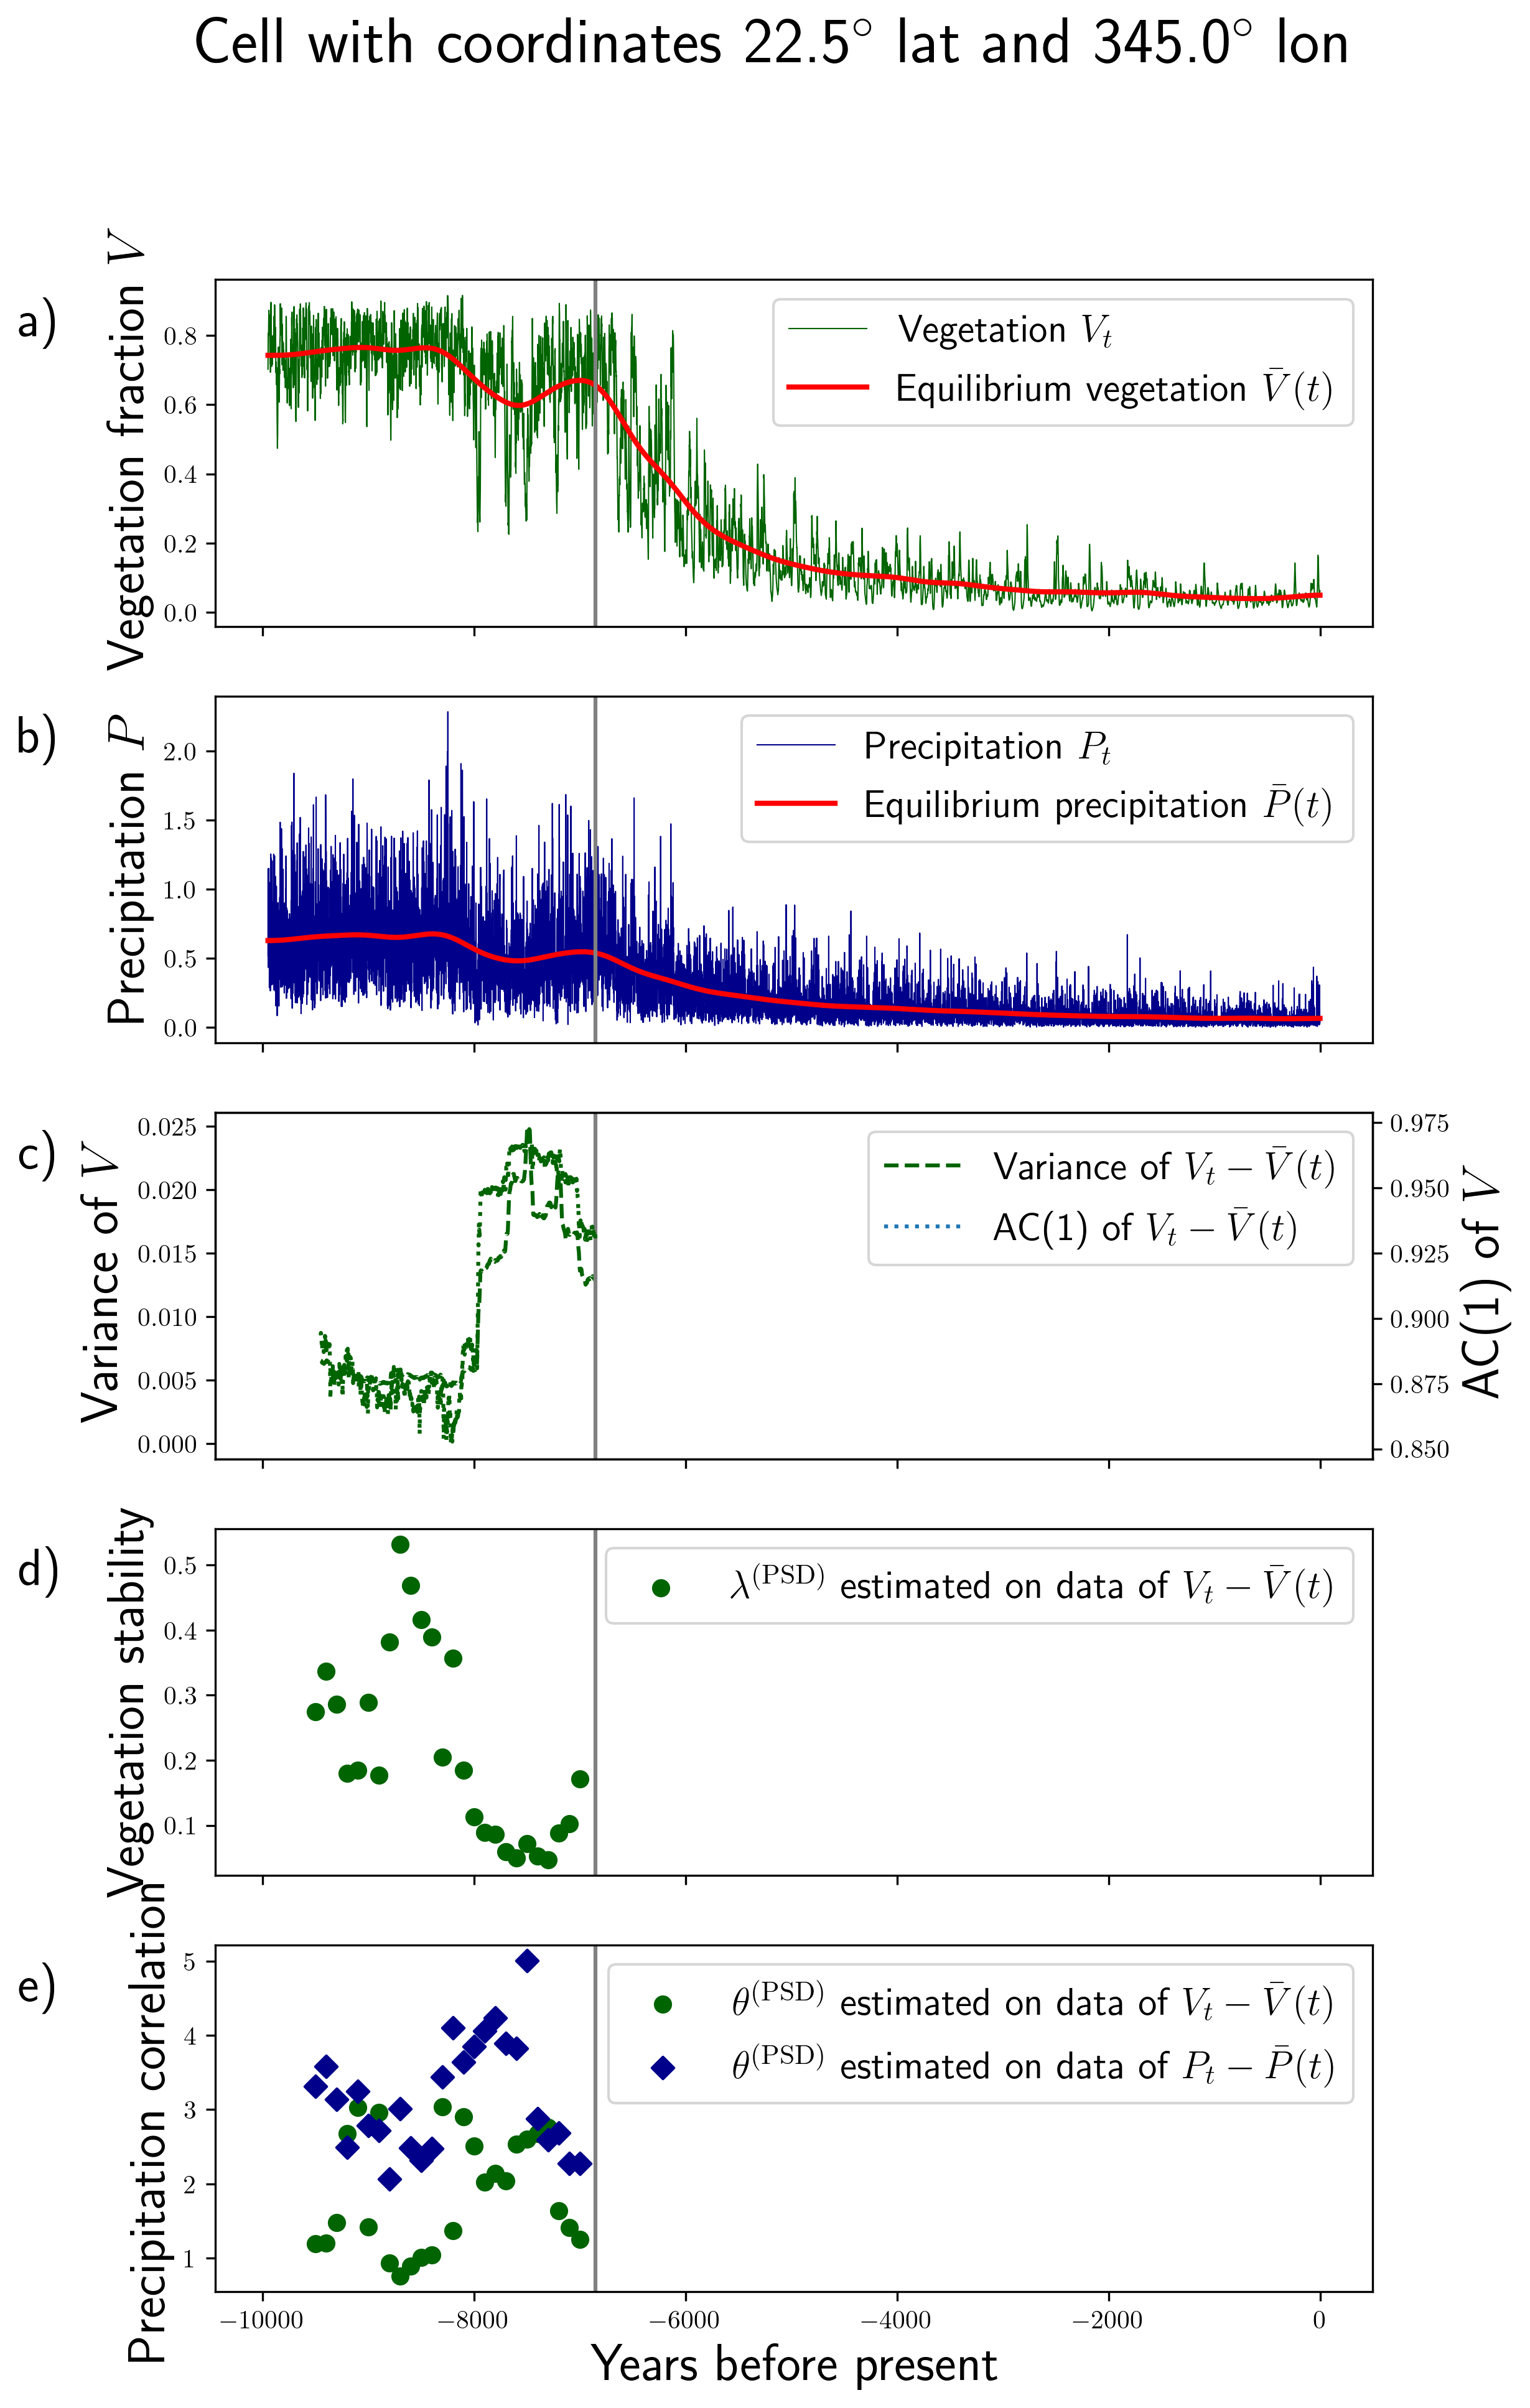 Cell with coordinates 22.5° lat and 345.0° lon
a)
Vegetation fraction V
0.8
0.6
0.4
0.2
0.0
Vegetation V_t
Equilibrium vegetation V̄(t)
b)
Precipitation P
2.0
1.5
1.0
0.5
0.0
Precipitation P_t
Equilibrium precipitation P̄(t)
c)
Variance of V
0.025
0.020
0.015
0.010
0.005
0.000
Variance of V_t − V̄(t)
AC(1) of V_t − V̄(t)
0.975
0.950
0.925
0.900
0.875
0.850
AC(1) of V
d)
Vegetation stability
0.5
0.4
0.3
0.2
0.1
λ^(PSD) estimated on data of V_t − V̄(t)
e)
Precipitation correlation
5
4
3
2
1
θ^(PSD) estimated on data of V_t − V̄(t)
θ^(PSD) estimated on data of P_t − P̄(t)
−10000 −8000 −6000 −4000 −2000 0
Years before present